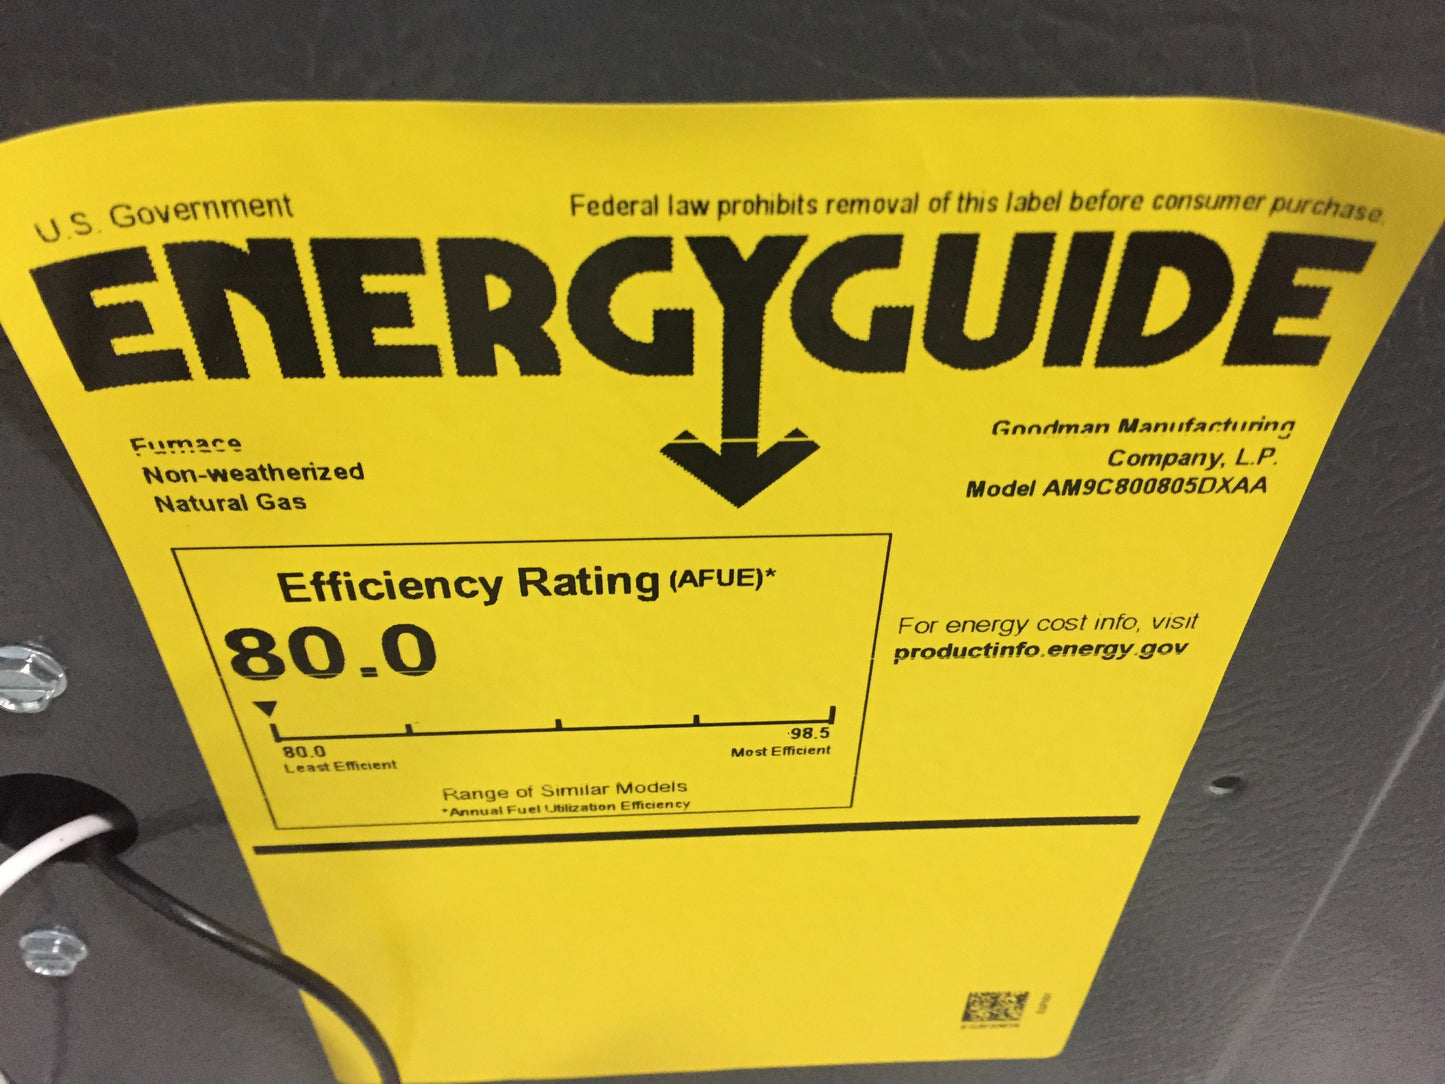 U.S. Government
Federal law prohibits removal of this label before consumer purchase.
ENERGYGUIDE
Furnace
Non-weatherized
Natural Gas
Goodman Manufacturing
Company, L.P.
Model AM9C800805DXAA
Efficiency Rating (AFUE)*
80.0
80.0
Least Efficient
98.5
Most Efficient
Range of Similar Models
*Annual Fuel Utilization Efficiency
For energy cost info, visit
productinfo.energy.gov